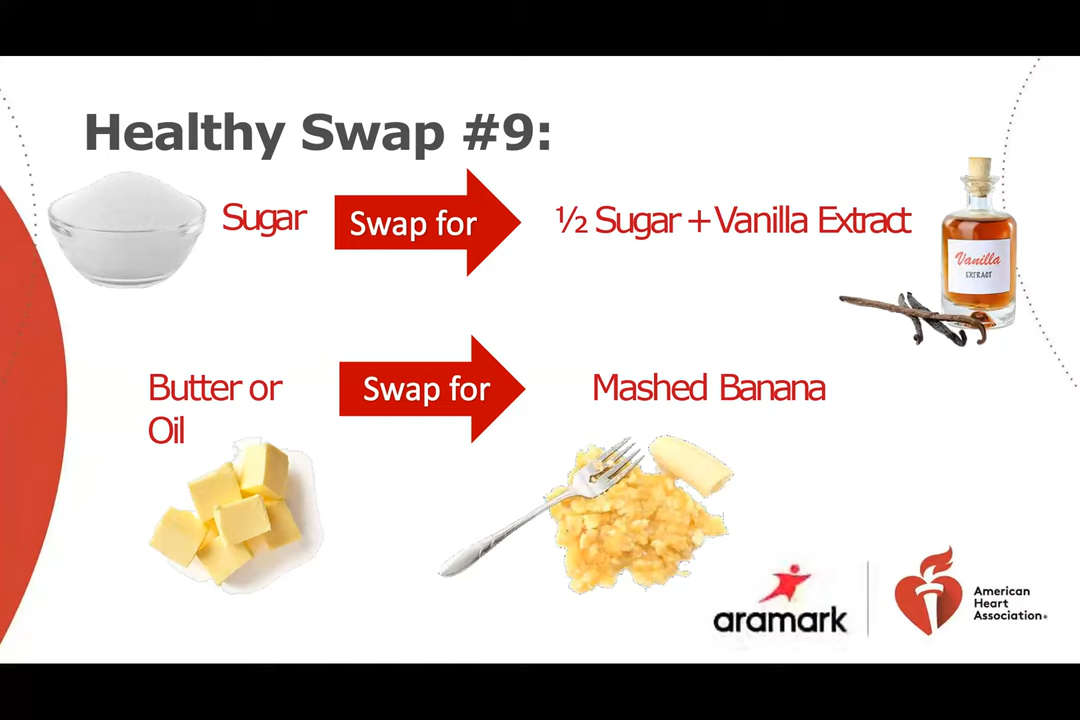 Healthy Swap #9:
Sugar
Swap for
½ Sugar + Vanilla Extract
Vanilla
EXTRACT
Butter or
Oil
Swap for
Mashed Banana
aramark
American
Heart
Association®